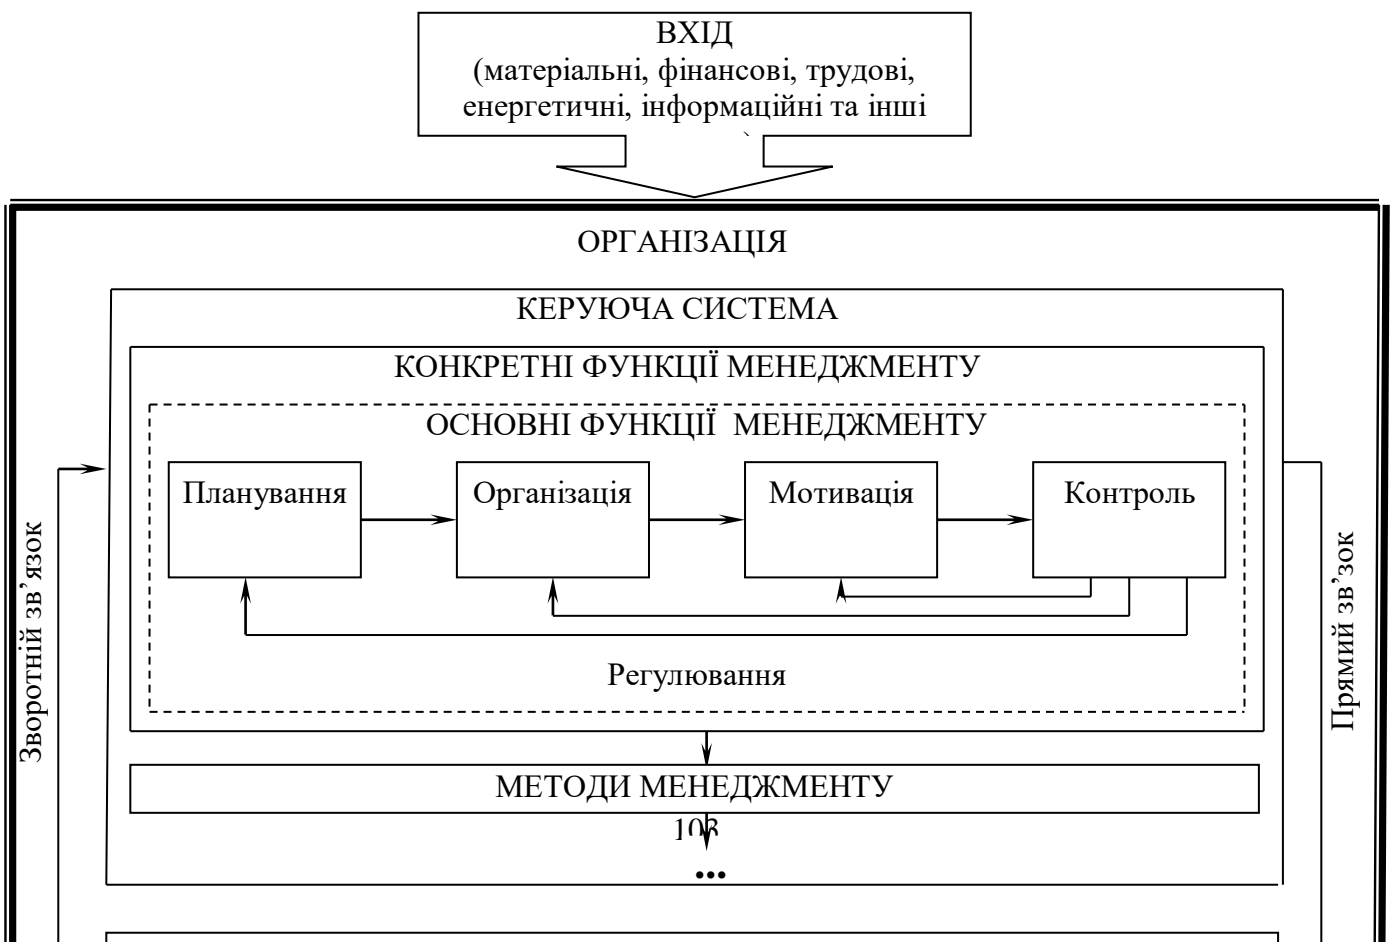 ВХІД
(матеріальні, фінансові, трудові,
енергетичні, інформаційні та інші
ОРГАНІЗАЦІЯ
КЕРУЮЧА СИСТЕМА
КОНКРЕТНІ ФУНКЦІЇ МЕНЕДЖМЕНТУ
ОСНОВНІ ФУНКЦІЇ МЕНЕДЖМЕНТУ
Планування
Організація
Мотивація
Контроль
Регулювання
Зворотній зв’язок
Прямий зв’зок
МЕТОДИ МЕНЕДЖМЕНТУ
103
...